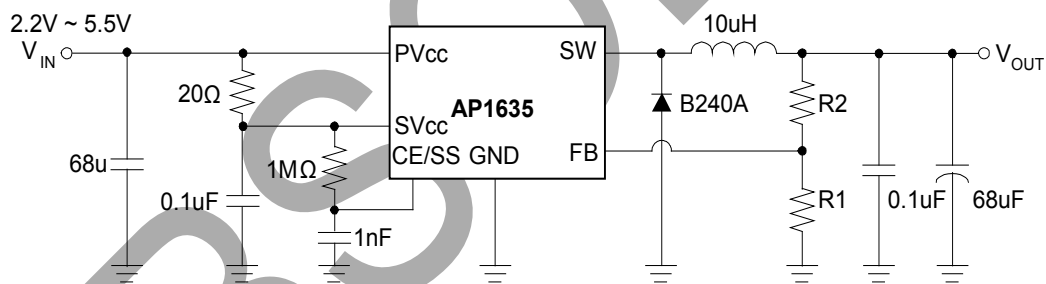 2.2V ~ 5.5V
VIN
10uH
VOUT
PVcc
SW
20Ω
AP1635
B240A
R2
SVcc
CE/SS GND
FB
68u
1MΩ
0.1uF
R1
0.1uF
68uF
1nF